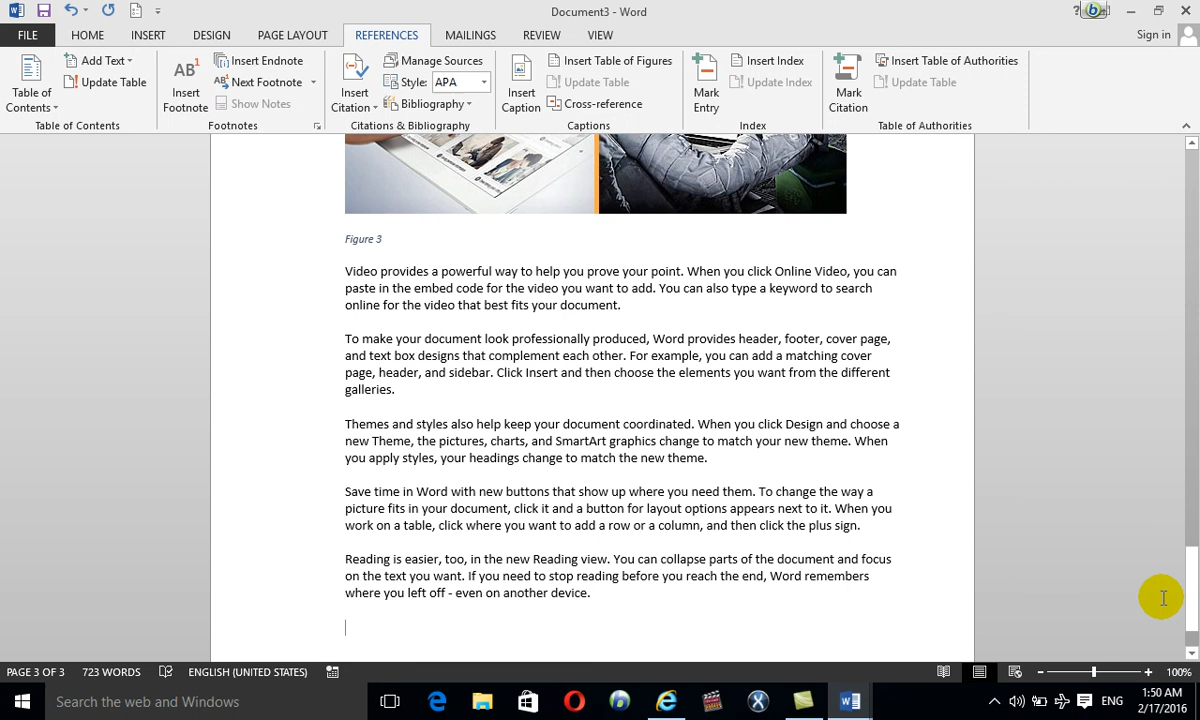 Document3 - Word
?
FILE HOME INSERT DESIGN PAGE LAYOUT REFERENCES MAILINGS REVIEW VIEW Sign in
Table of Contents
Add Text
Update Table
Table of Contents
AB1
Insert Footnote
Insert Endnote
Next Footnote
Show Notes
Footnotes
Insert Citation
Manage Sources
Style: APA
Bibliography
Citations & Bibliography
Insert Caption
Insert Table of Figures
Update Table
Cross-reference
Captions
Mark Entry
Insert Index
Update Index
Index
Mark Citation
Insert Table of Authorities
Update Table
Table of Authorities
Figure 3
Video provides a powerful way to help you prove your point. When you click Online Video, you can
paste in the embed code for the video you want to add. You can also type a keyword to search
online for the video that best fits your document.
To make your document look professionally produced, Word provides header, footer, cover page,
and text box designs that complement each other. For example, you can add a matching cover
page, header, and sidebar. Click Insert and then choose the elements you want from the different
galleries.
Themes and styles also help keep your document coordinated. When you click Design and choose a
new Theme, the pictures, charts, and SmartArt graphics change to match your new theme. When
you apply styles, your headings change to match the new theme.
Save time in Word with new buttons that show up where you need them. To change the way a
picture fits in your document, click it and a button for layout options appears next to it. When you
work on a table, click where you want to add a row or a column, and then click the plus sign.
Reading is easier, too, in the new Reading view. You can collapse parts of the document and focus
on the text you want. If you need to stop reading before you reach the end, Word remembers
where you left off - even on another device.
PAGE 3 OF 3 723 WORDS ENGLISH (UNITED STATES) 100%
Search the web and Windows
ENG
1:50 AM
2/17/2016